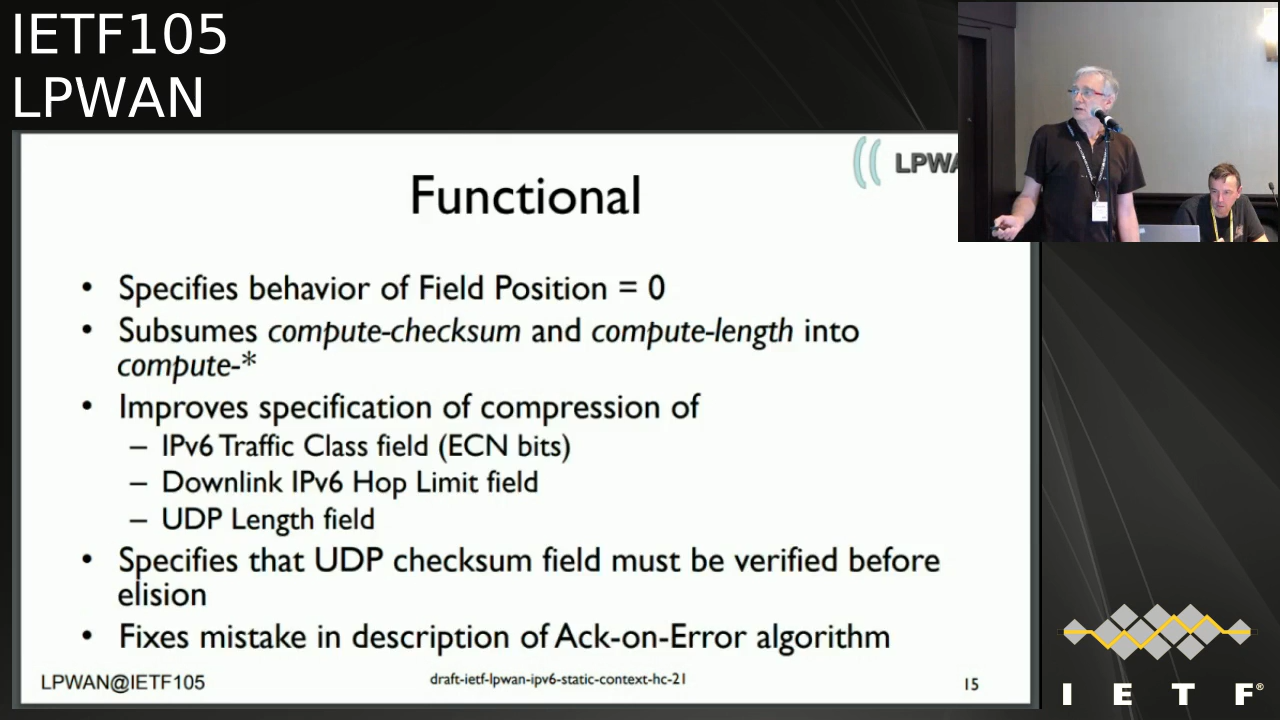 IETF105
LPWAN
Functional
• Specifies behavior of Field Position = 0
• Subsumes compute-checksum and compute-length into
compute-*
• Improves specification of compression of
– IPv6 Traffic Class field (ECN bits)
– Downlink IPv6 Hop Limit field
– UDP Length field
• Specifies that UDP checksum field must be verified before
elision
• Fixes mistake in description of Ack-on-Error algorithm
LPWAN@IETF105
draft-ietf-lpwan-ipv6-static-context-hc-21
15
I E T F®